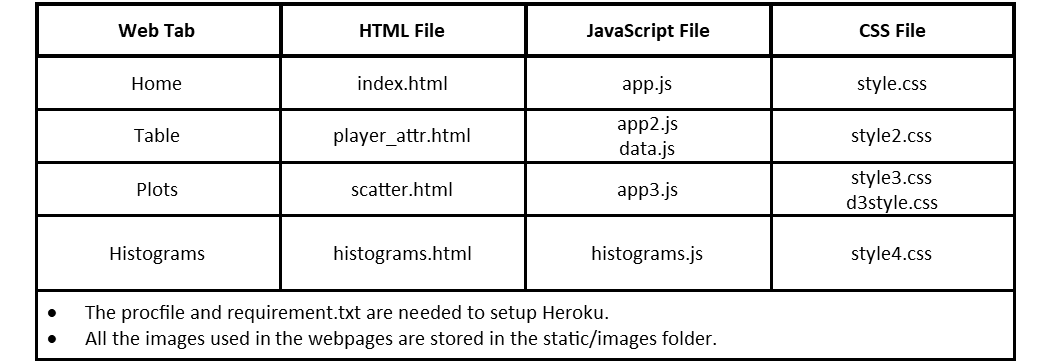 Web Tab HTML File JavaScript File CSS File
Home index.html app.js style.css
Table player_attr.html app2.js style2.css
data.js
Plots scatter.html app3.js style3.css
d3style.css
Histograms histograms.html histograms.js style4.css
• The procfile and requirement.txt are needed to setup Heroku.
• All the images used in the webpages are stored in the static/images folder.